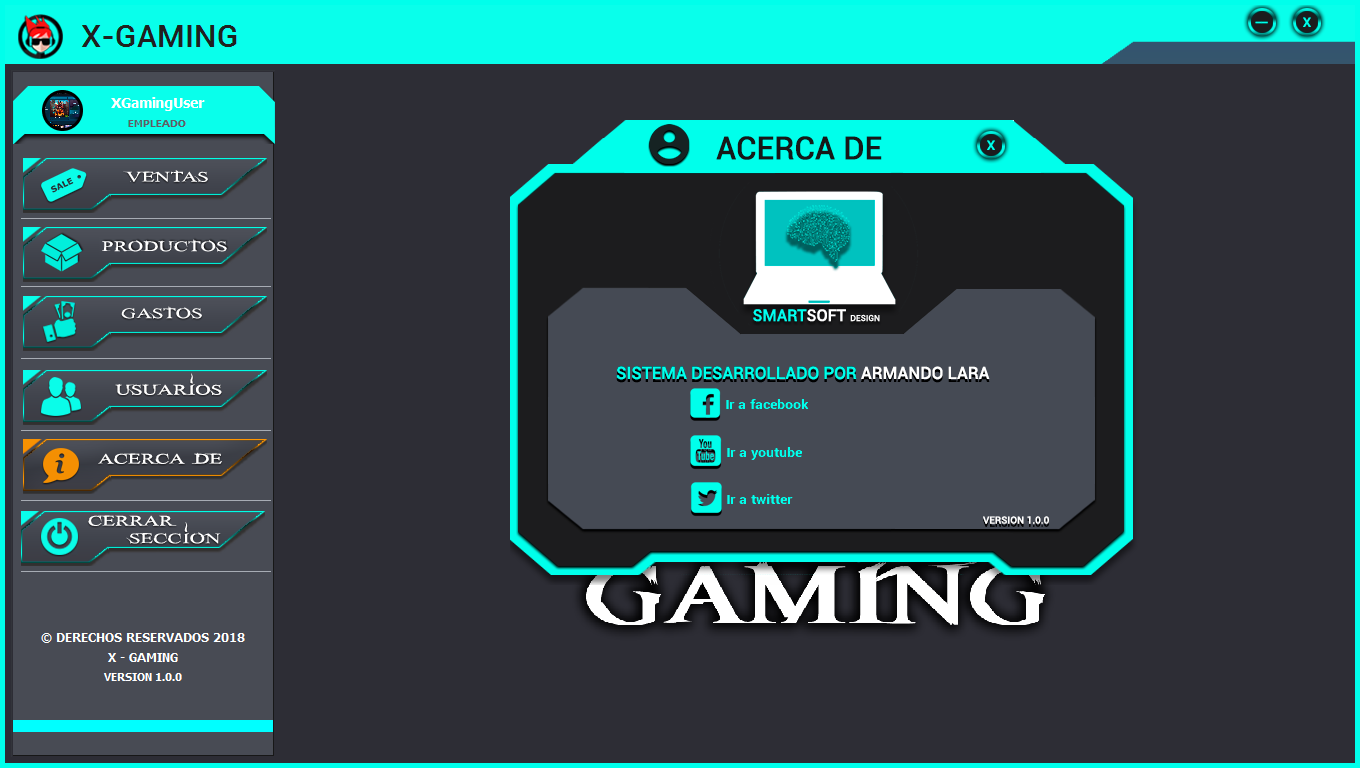 X-GAMING
X
XGamingUser
EMPLEADO
SALE
VENTAS
PRODUCTOS
GASTOS
USUARIOS
i
ACERCA DE
CERRAR
SECCION
© DERECHOS RESERVADOS 2018
X - GAMING
VERSION 1.0.0
ACERCA DE
X
SMARTSOFT DESIGN
SISTEMA DESARROLLADO POR ARMANDO LARA
f
Ir a facebook
You
Tube
Ir a youtube
Ir a twitter
VERSION 1.0.0
GAMING